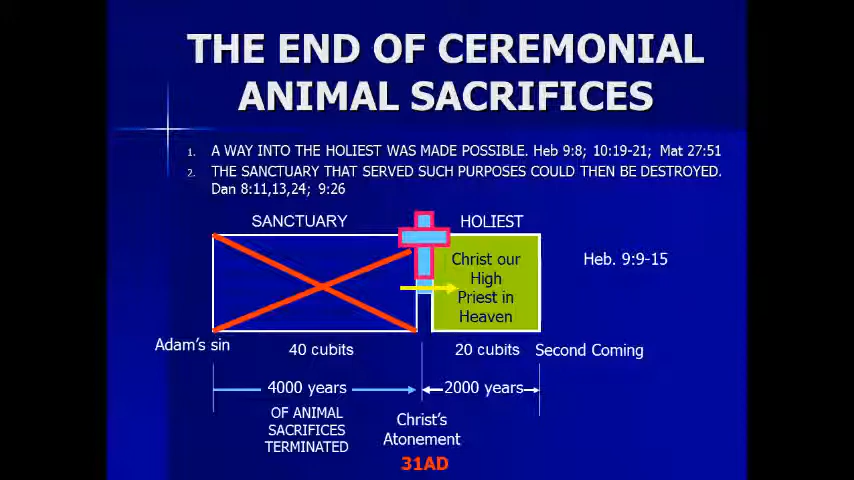 THE END OF CEREMONIAL
ANIMAL SACRIFICES
1. A WAY INTO THE HOLIEST WAS MADE POSSIBLE. Heb 9:8; 10:19-21; Mat 27:51
2. THE SANCTUARY THAT SERVED SUCH PURPOSES COULD THEN BE DESTROYED.
Dan 8:11,13,24; 9:26
SANCTUARY
HOLIEST
Christ our
High
Priest in
Heaven
Heb. 9:9-15
Adam's sin
40 cubits
20 cubits
Second Coming
4000 years
2000 years
OF ANIMAL
SACRIFICES
TERMINATED
Christ's
Atonement
31AD